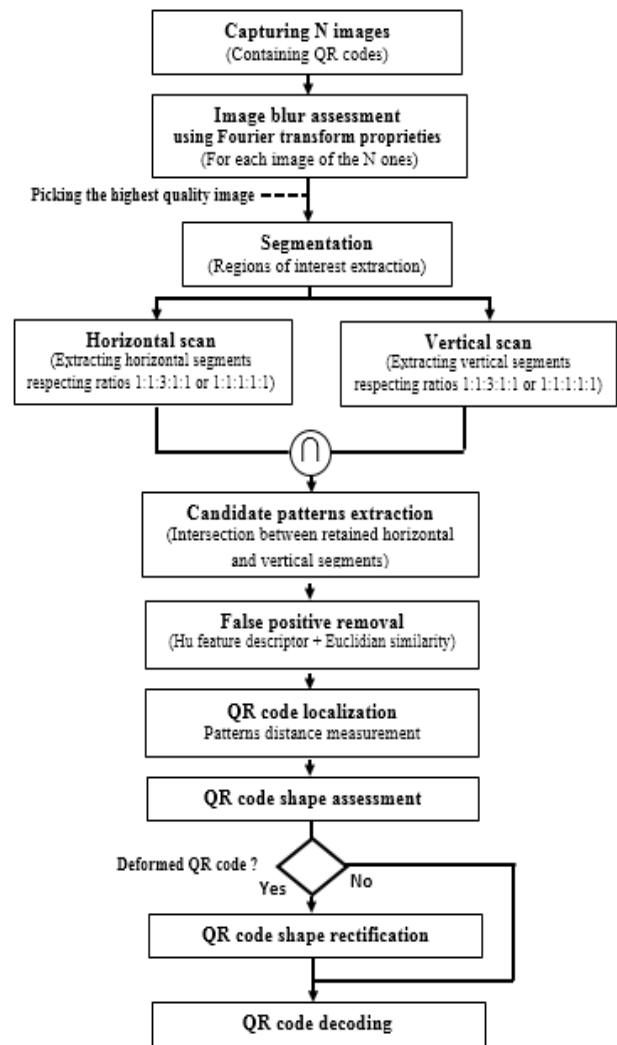 Capturing N images
(Containing QR codes)
Image blur assessment
using Fourier transform proprieties
(For each image of the N ones)
Picking the highest quality image
Segmentation
(Regions of interest extraction)
Horizontal scan
(Extracting horizontal segments
respecting ratios 1:1:3:1:1 or 1:1:1:1:1)
Vertical scan
(Extracting vertical segments
respecting ratios 1:1:3:1:1 or 1:1:1:1:1)
∩
Candidate patterns extraction
(Intersection between retained horizontal
and vertical segments)
False positive removal
(Hu feature descriptor + Euclidian similarity)
QR code localization
Patterns distance measurement
QR code shape assessment
Deformed QR code ?
Yes
No
QR code shape rectification
QR code decoding